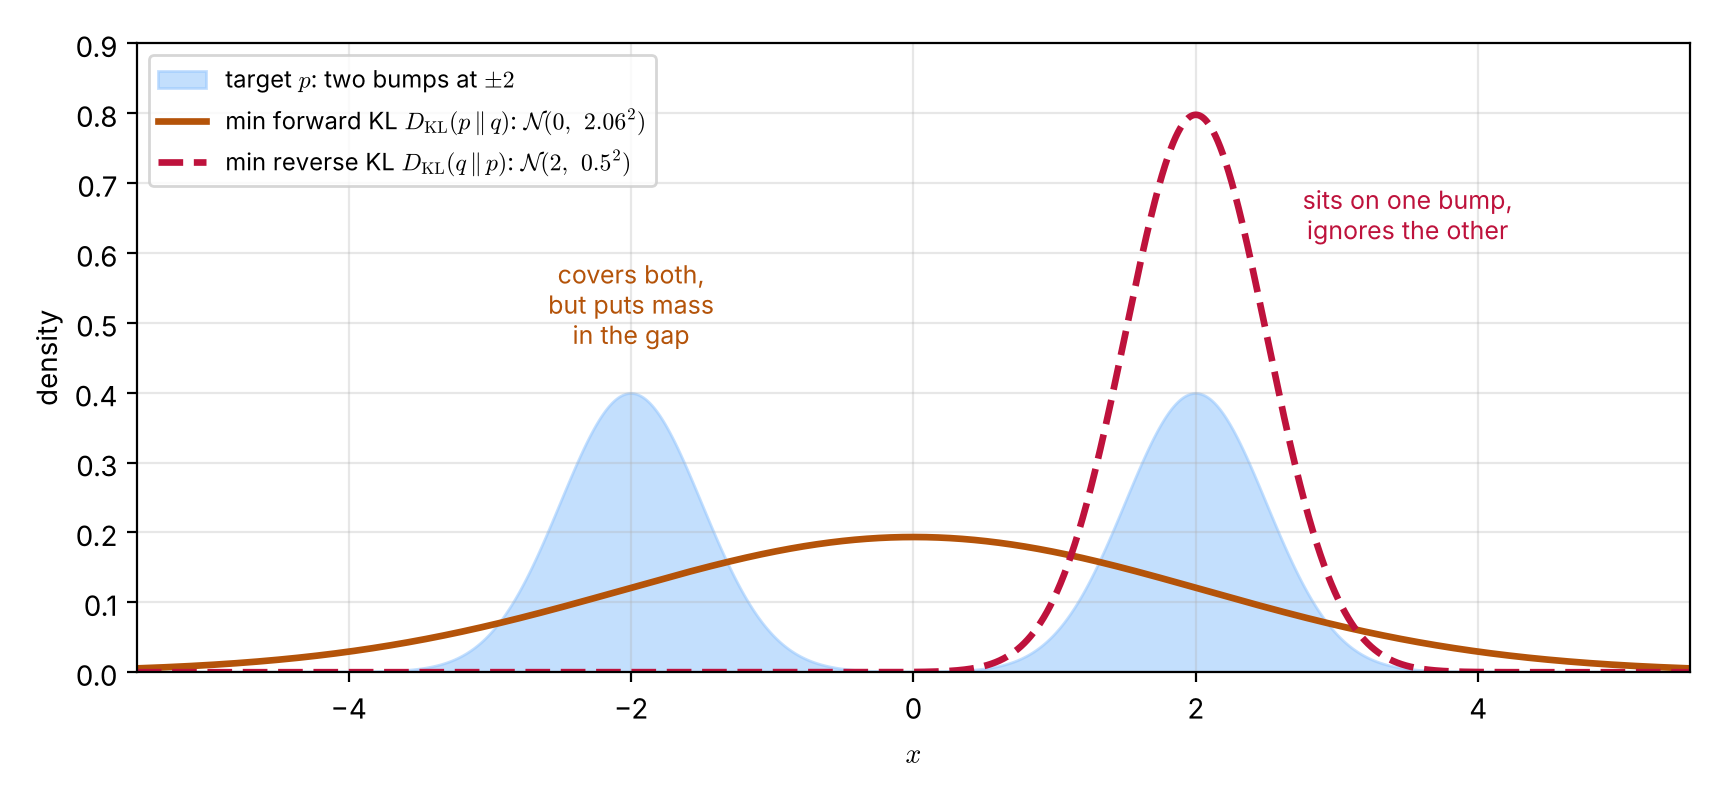 0.9
0.8
0.7
0.6
0.5
0.4
0.3
0.2
0.1
0.0
density
target p: two bumps at ±2
min forward KL D_KL(p ∥ q): 𝒩(0, 2.06²)
min reverse KL D_KL(q ∥ p): 𝒩(2, 0.5²)
sits on one bump,
ignores the other
covers both,
but puts mass
in the gap
−4 −2 0 2 4
x